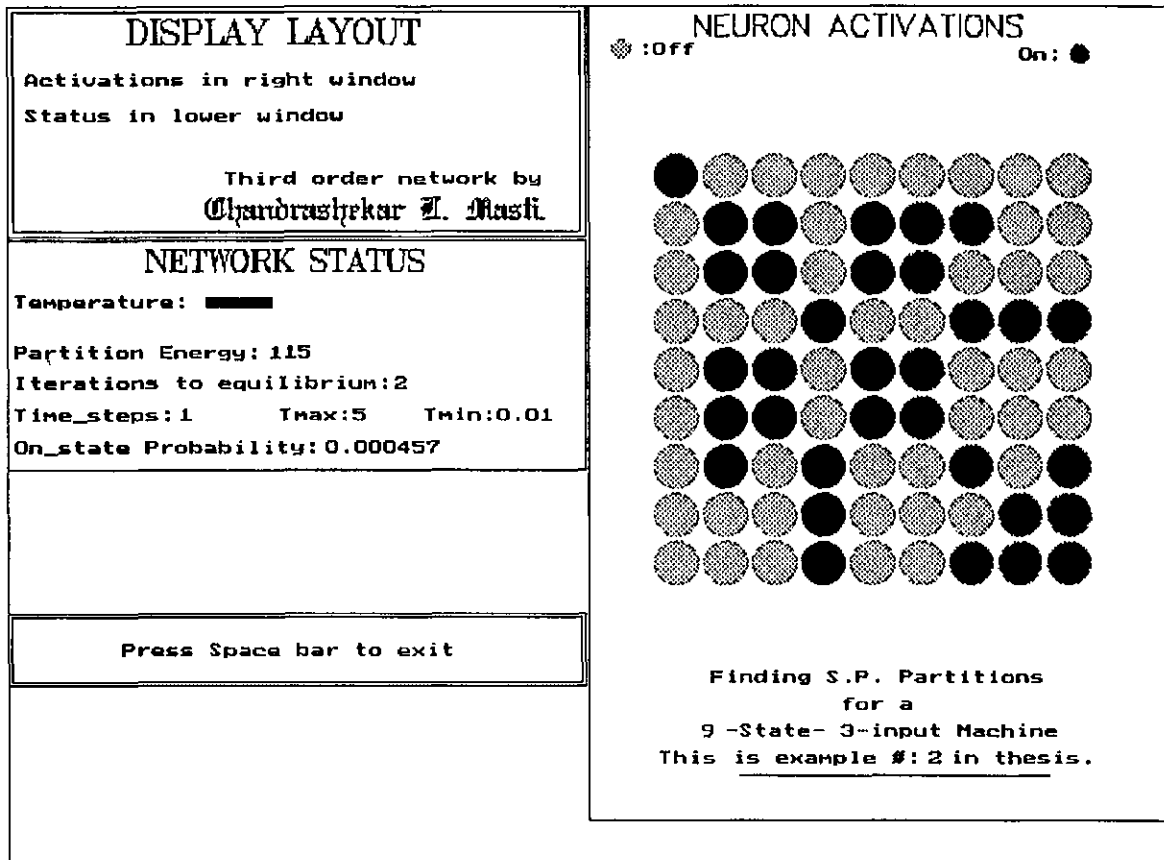 DISPLAY LAYOUT
Activations in right window
Status in lower window
Third order network by
Chandrashekar L. Masti
NETWORK STATUS
Temperature:
Partition Energy: 115
Iterations to equilibrium:2
Time_steps:1 Tmax:5 Tmin:0.01
On_state Probability:0.000457
Press Space bar to exit
NEURON ACTIVATIONS
:Off On:
Finding S.P. Partitions
for a
9 -State- 3-input Machine
This is example #: 2 in thesis.